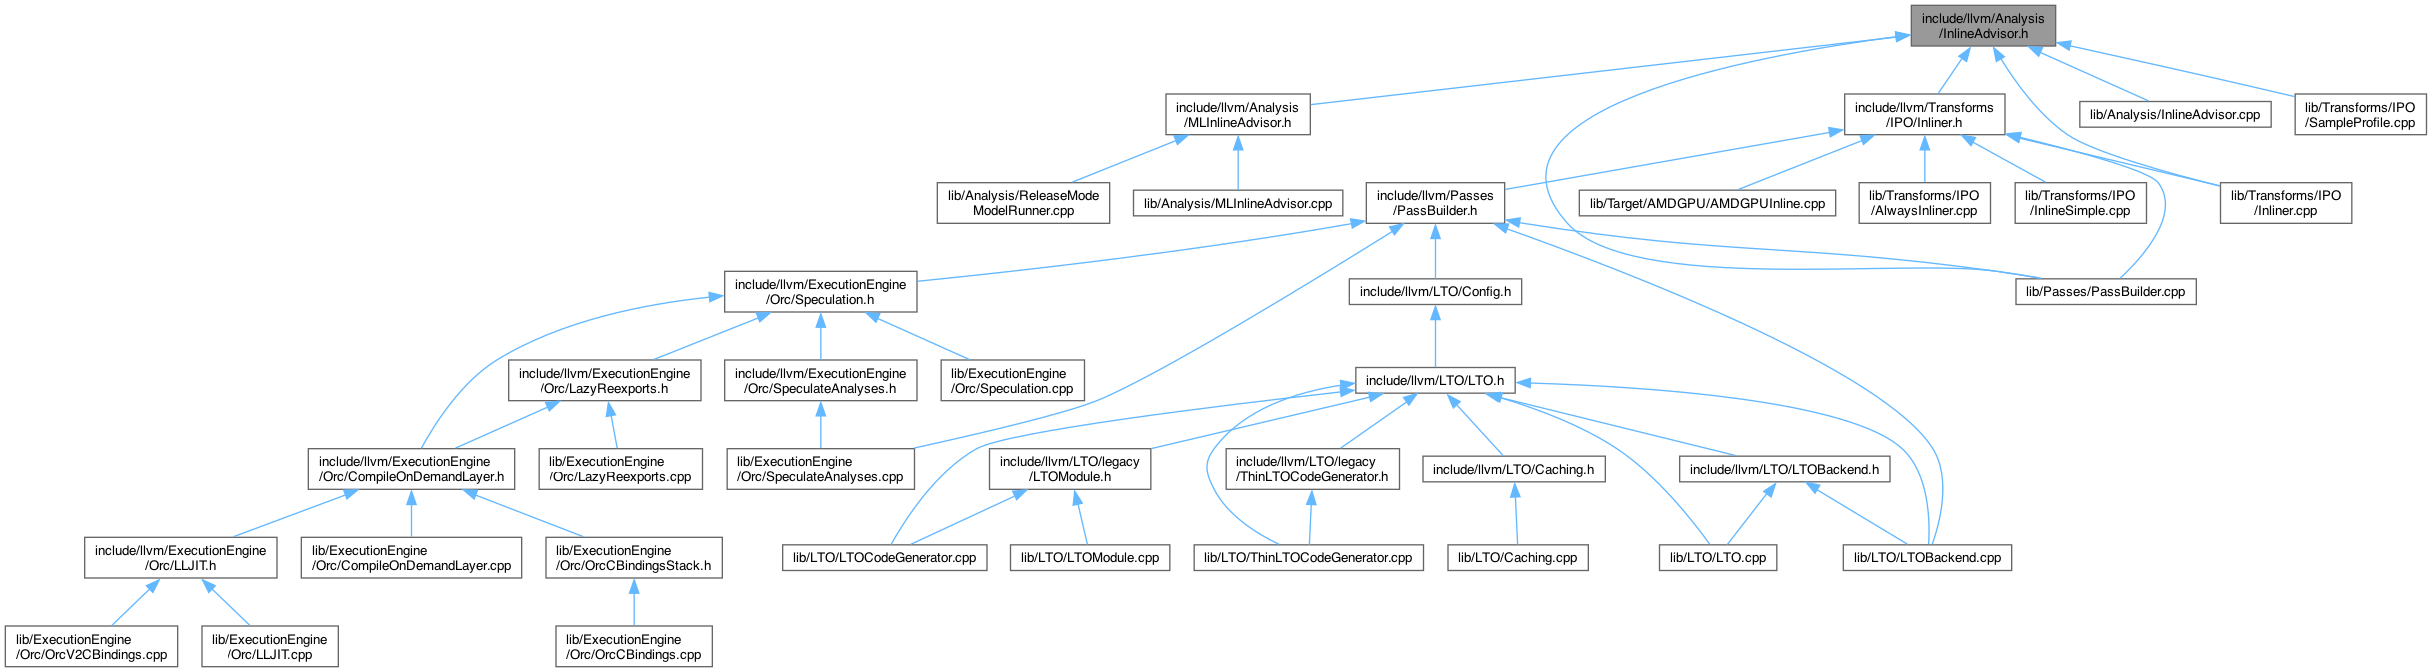 include/llvm/Analysis
/InlineAdvisor.h
include/llvm/Analysis
/MLInlineAdvisor.h
include/llvm/Transforms
/IPO/Inliner.h
lib/Analysis/InlineAdvisor.cpp
lib/Transforms/IPO
/SampleProfile.cpp
lib/Analysis/ReleaseMode
ModelRunner.cpp
lib/Analysis/MLInlineAdvisor.cpp
include/llvm/Passes
/PassBuilder.h
lib/Target/AMDGPU/AMDGPUInline.cpp
lib/Transforms/IPO
/AlwaysInliner.cpp
lib/Transforms/IPO
/InlineSimple.cpp
lib/Transforms/IPO
/Inliner.cpp
include/llvm/ExecutionEngine
/Orc/Speculation.h
include/llvm/LTO/Config.h
lib/Passes/PassBuilder.cpp
include/llvm/ExecutionEngine
/Orc/LazyReexports.h
include/llvm/ExecutionEngine
/Orc/SpeculateAnalyses.h
lib/ExecutionEngine
/Orc/Speculation.cpp
include/llvm/LTO/LTO.h
include/llvm/ExecutionEngine
/Orc/CompileOnDemandLayer.h
lib/ExecutionEngine
/Orc/LazyReexports.cpp
lib/ExecutionEngine
/Orc/SpeculateAnalyses.cpp
include/llvm/LTO/legacy
/LTOModule.h
include/llvm/LTO/legacy
/ThinLTOCodeGenerator.h
include/llvm/LTO/Caching.h
include/llvm/LTO/LTOBackend.h
include/llvm/ExecutionEngine
/Orc/LLJIT.h
lib/ExecutionEngine
/Orc/CompileOnDemandLayer.cpp
lib/ExecutionEngine
/Orc/OrcCBindingsStack.h
lib/LTO/LTOCodeGenerator.cpp
lib/LTO/LTOModule.cpp
lib/LTO/ThinLTOCodeGenerator.cpp
lib/LTO/Caching.cpp
lib/LTO/LTO.cpp
lib/LTO/LTOBackend.cpp
lib/ExecutionEngine
/Orc/OrcV2CBindings.cpp
lib/ExecutionEngine
/Orc/LLJIT.cpp
lib/ExecutionEngine
/Orc/OrcCBindings.cpp